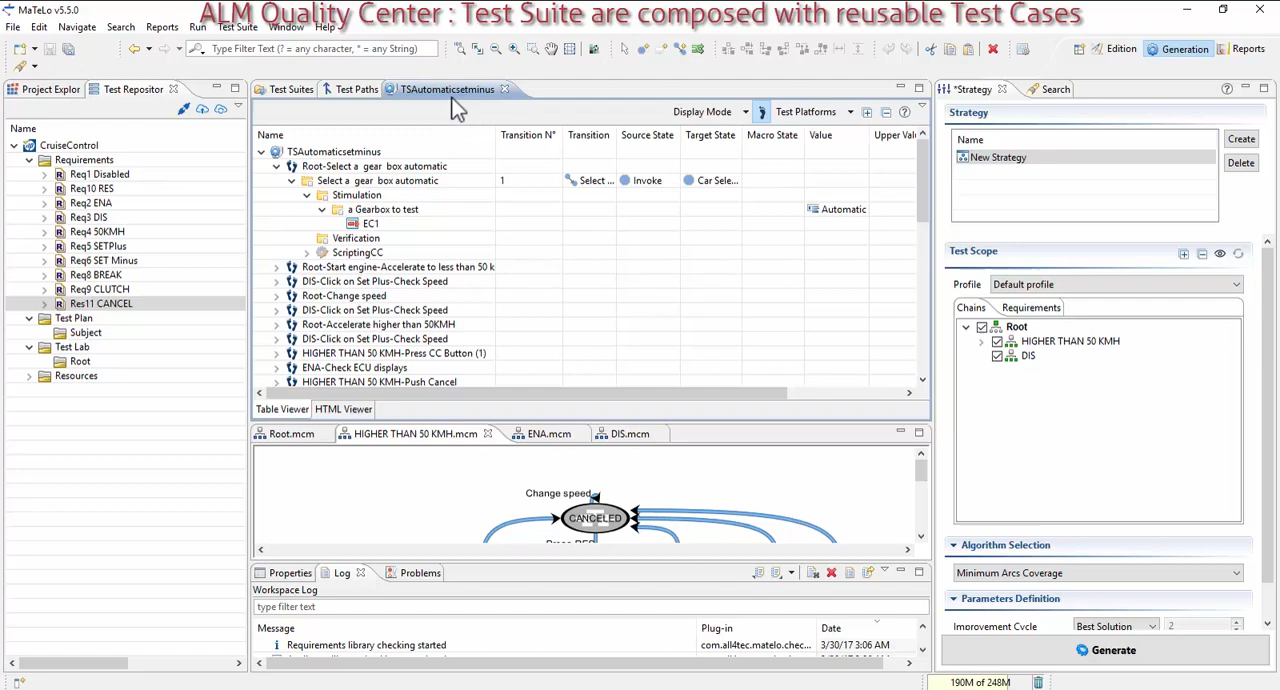 MaTeLo v5.5.0
ALM Quality Center : Test Suite are composed with reusable Test Cases
File Edit Navigate Search Reports Run Test Suite Window Help
Type Filter Text (? = any character, * = any String)
Edition Generation Reports
Project Explor Test Repositor
Test Suites Test Paths TSAutomaticsetminus
*Strategy Search
Name
CruiseControl
Requirements
Req1 Disabled
Req10 RES
Req2 ENA
Req3 DIS
Req4 50KMH
Req5 SETPlus
Req6 SET Minus
Req8 BREAK
Req9 CLUTCH
Res11 CANCEL
Test Plan
Subject
Test Lab
Root
Resources
Display Mode Test Platforms
Name Transition N° Transition Source State Target State Macro State Value Upper Valu
TSAutomaticsetminus
Root-Select a gear box automatic
Select a gear box automatic 1 Select ... Invoke Car Sele...
Stimulation
a Gearbox to test Automatic
EC1
Verification
ScriptingCC
Root-Start engine-Accelerate to less than 50 k
DIS-Click on Set Plus-Check Speed
Root-Change speed
DIS-Click on Set Plus-Check Speed
Root-Accelerate higher than 50KMH
DIS-Click on Set Plus-Check Speed
HIGHER THAN 50 KMH-Press CC Button (1)
ENA-Check ECU displays
HIGHER THAN 50 KMH-Push Cancel
Table Viewer HTML Viewer
Root.mcm HIGHER THAN 50 KMH.mcm ENA.mcm DIS.mcm
Change speed
CANCELED
Properties Log Problems
Workspace Log
type filter text
Message Plug-in Date
Requirements library checking started com.all4tec.matelo.chec... 3/30/17 3:06 AM
Strategy
Name
New Strategy
Create
Delete
Test Scope
Profile Default profile
Chains Requirements
Root
HIGHER THAN 50 KMH
DIS
Algorithm Selection
Minimum Arcs Coverage
Parameters Definition
Improvement Cycle Best Solution 2
Generate
190M of 248M